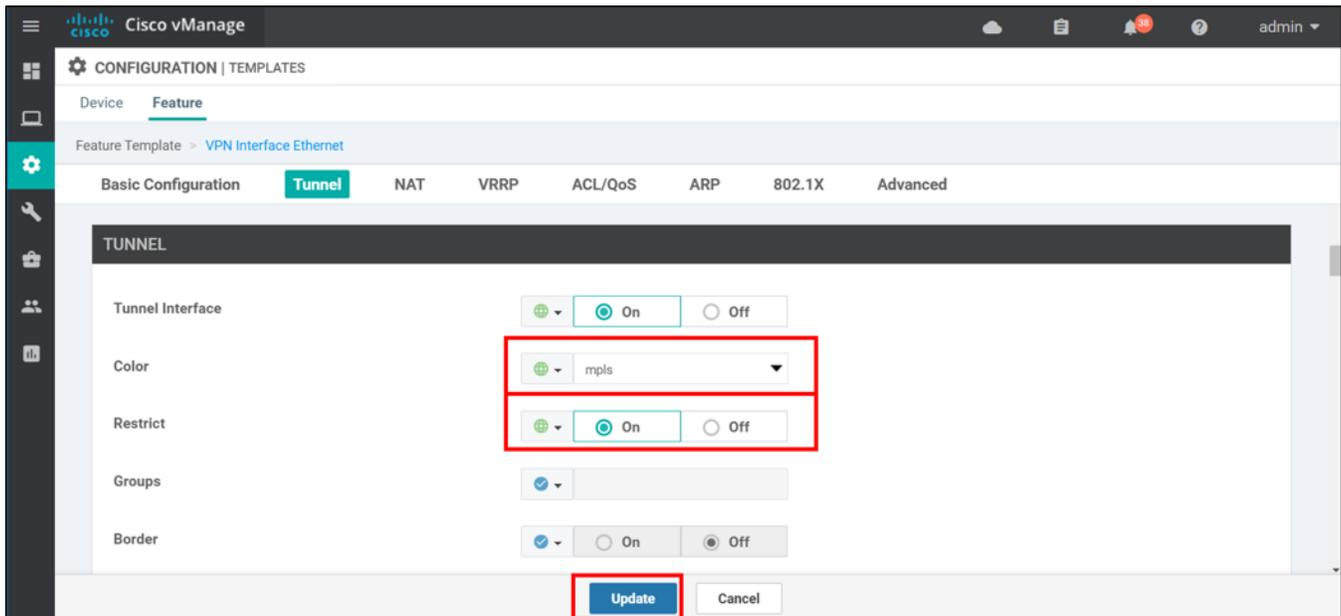 CISCO Cisco vManage 38 admin
CONFIGURATION | TEMPLATES
Device Feature
Feature Template > VPN Interface Ethernet
Basic Configuration Tunnel NAT VRRP ACL/QoS ARP 802.1X Advanced
TUNNEL
Tunnel Interface On Off
Color mpls
Restrict On Off
Groups
Border On Off
Update Cancel